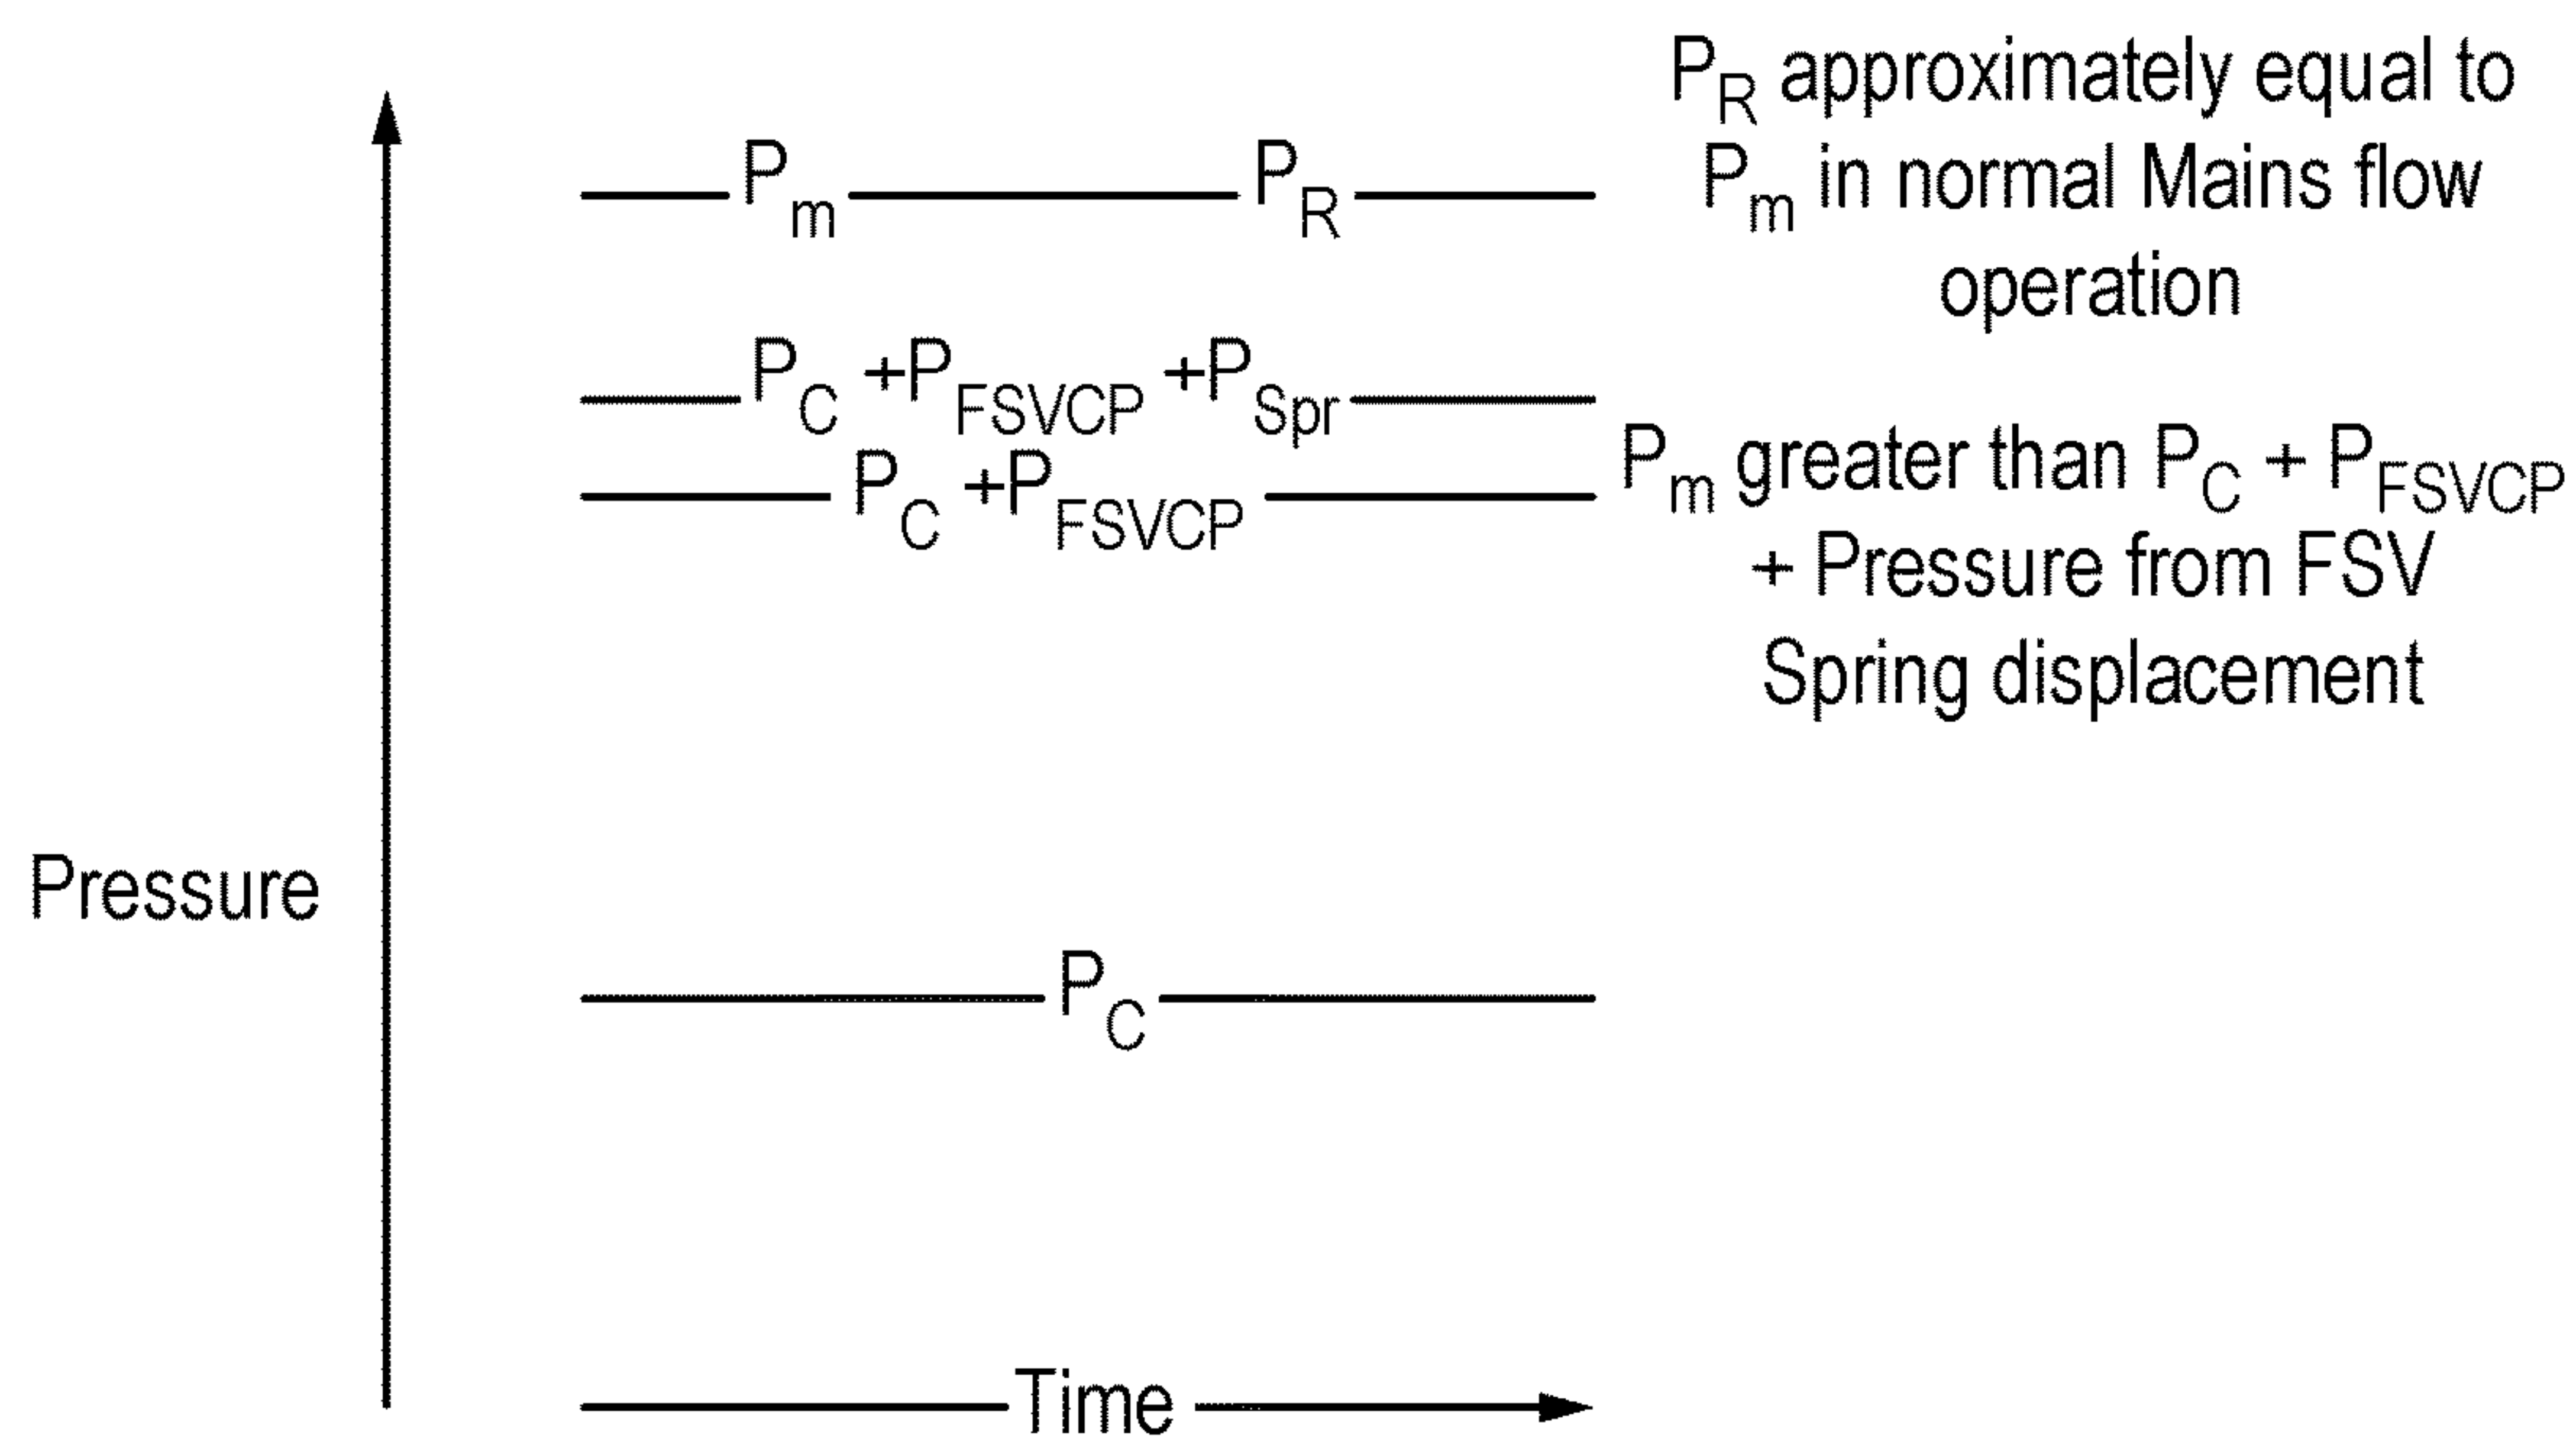 P_R approximately equal to
P_m in normal Mains flow
operation
P_m P_R
P_C +P_FSVCP +P_Spr
P_C +P_FSVCP
P_m greater than P_C + P_FSVCP
+ Pressure from FSV
Spring displacement
Pressure
P_C
Time